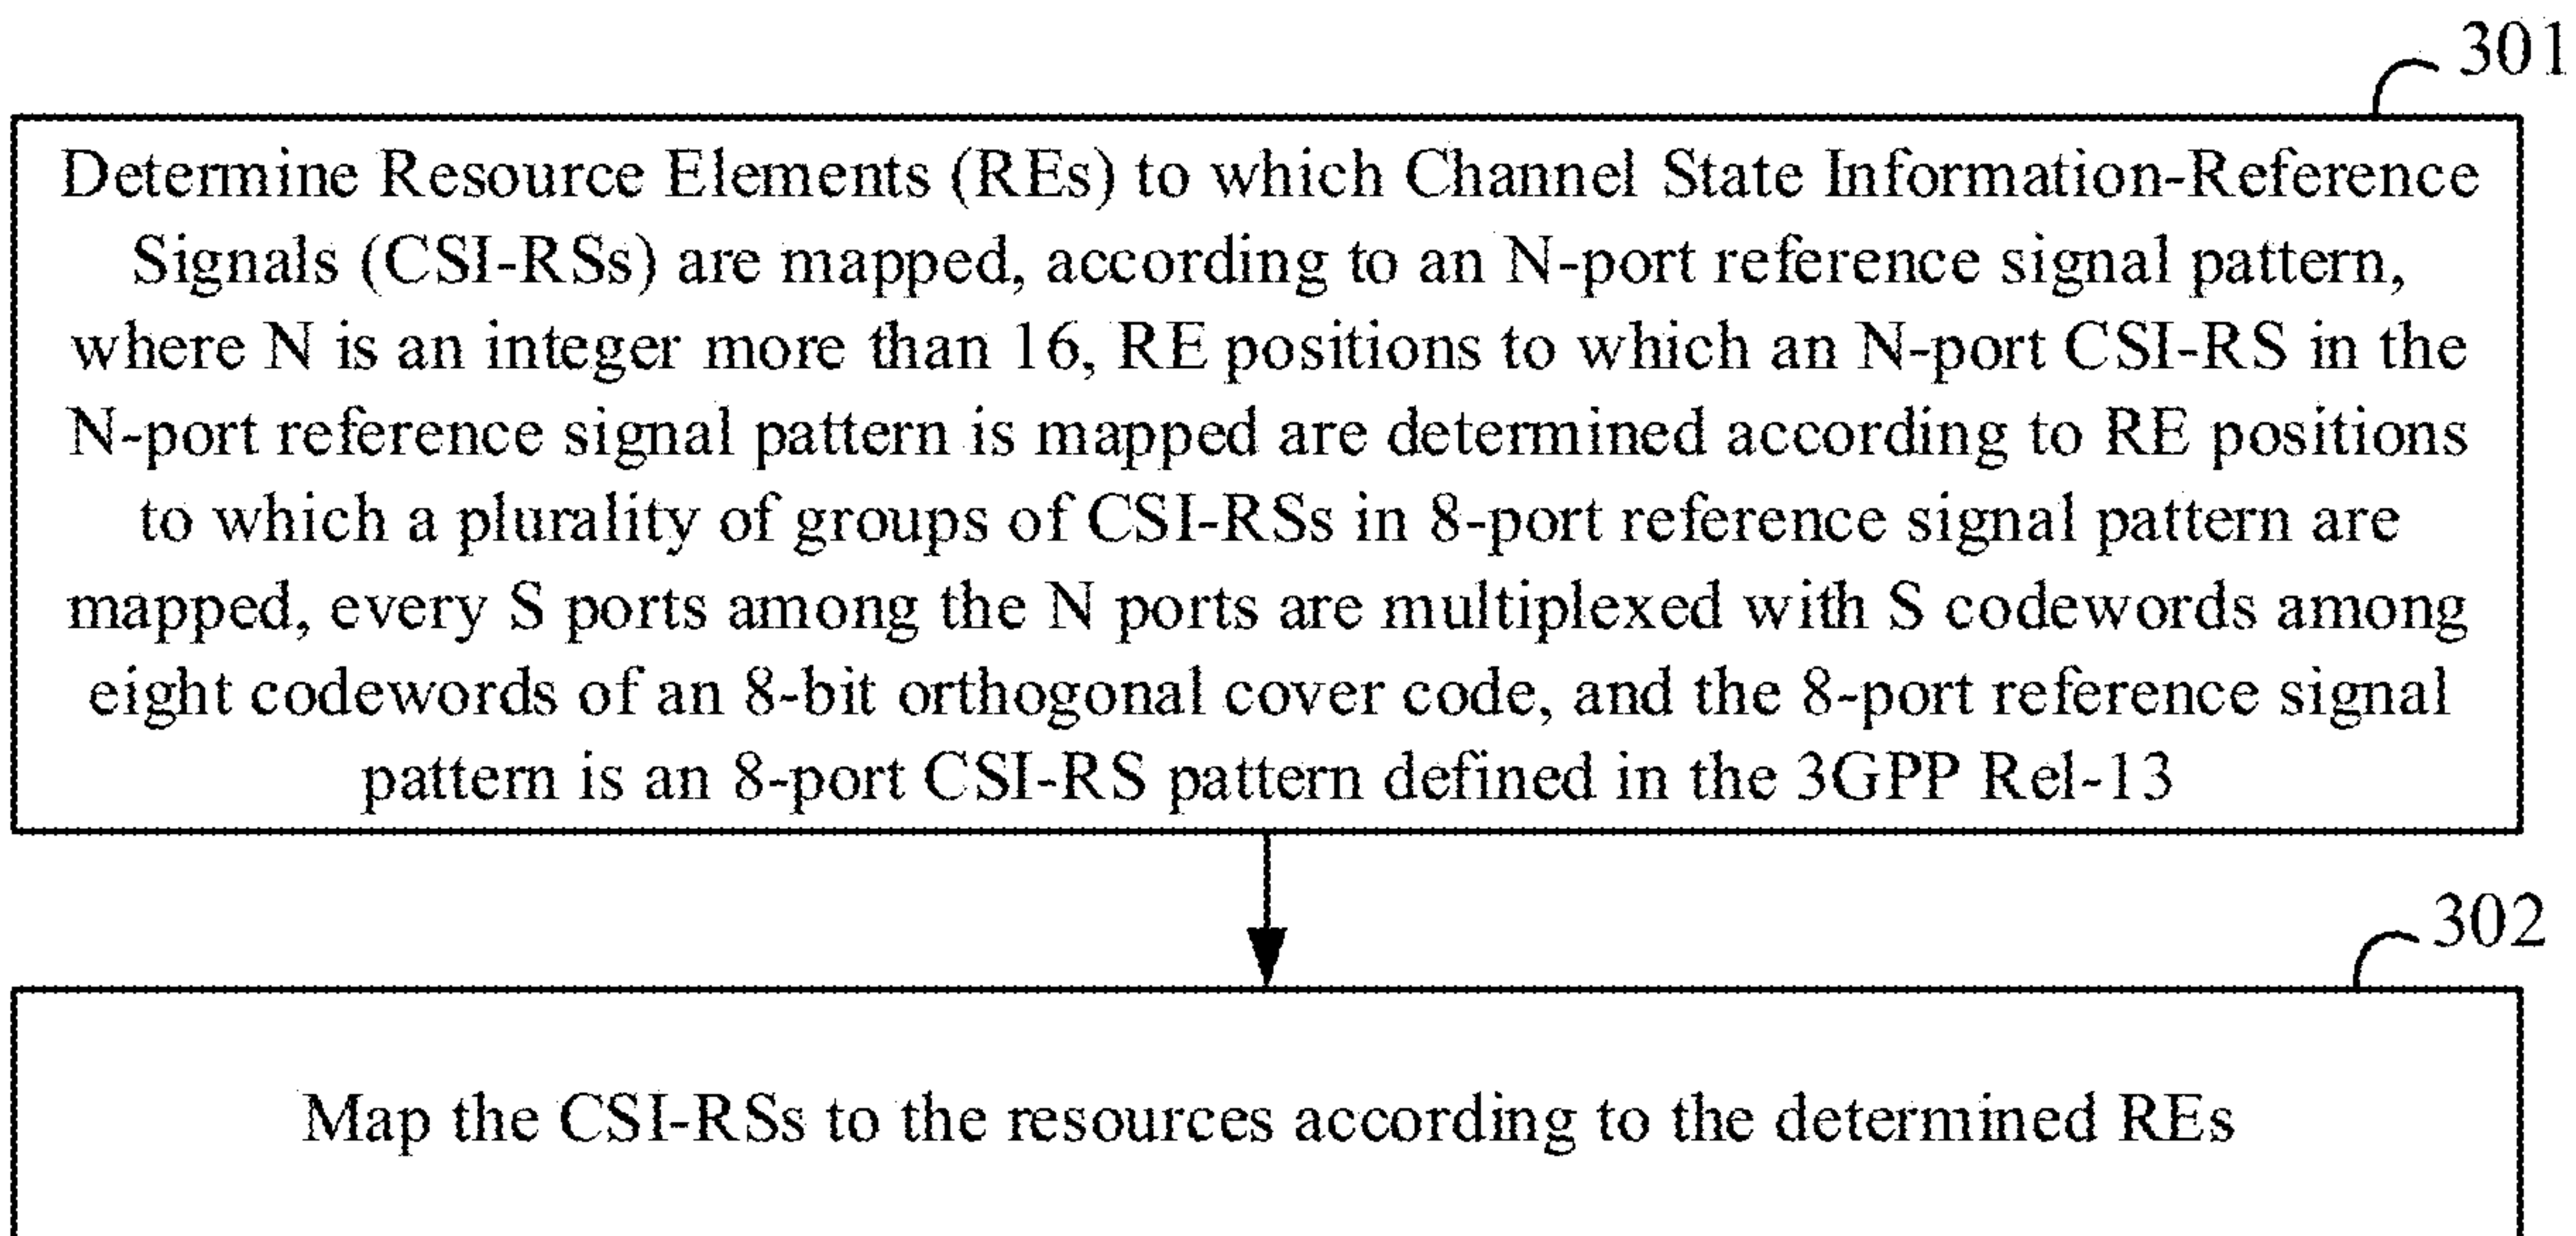 301
Determine Resource Elements (REs) to which Channel State Information-Reference
Signals (CSI-RSs) are mapped, according to an N-port reference signal pattern,
where N is an integer more than 16, RE positions to which an N-port CSI-RS in the
N-port reference signal pattern is mapped are determined according to RE positions
to which a plurality of groups of CSI-RSs in 8-port reference signal pattern are
mapped, every S ports among the N ports are multiplexed with S codewords among
eight codewords of an 8-bit orthogonal cover code, and the 8-port reference signal
pattern is an 8-port CSI-RS pattern defined in the 3GPP Rel-13
302
Map the CSI-RSs to the resources according to the determined REs